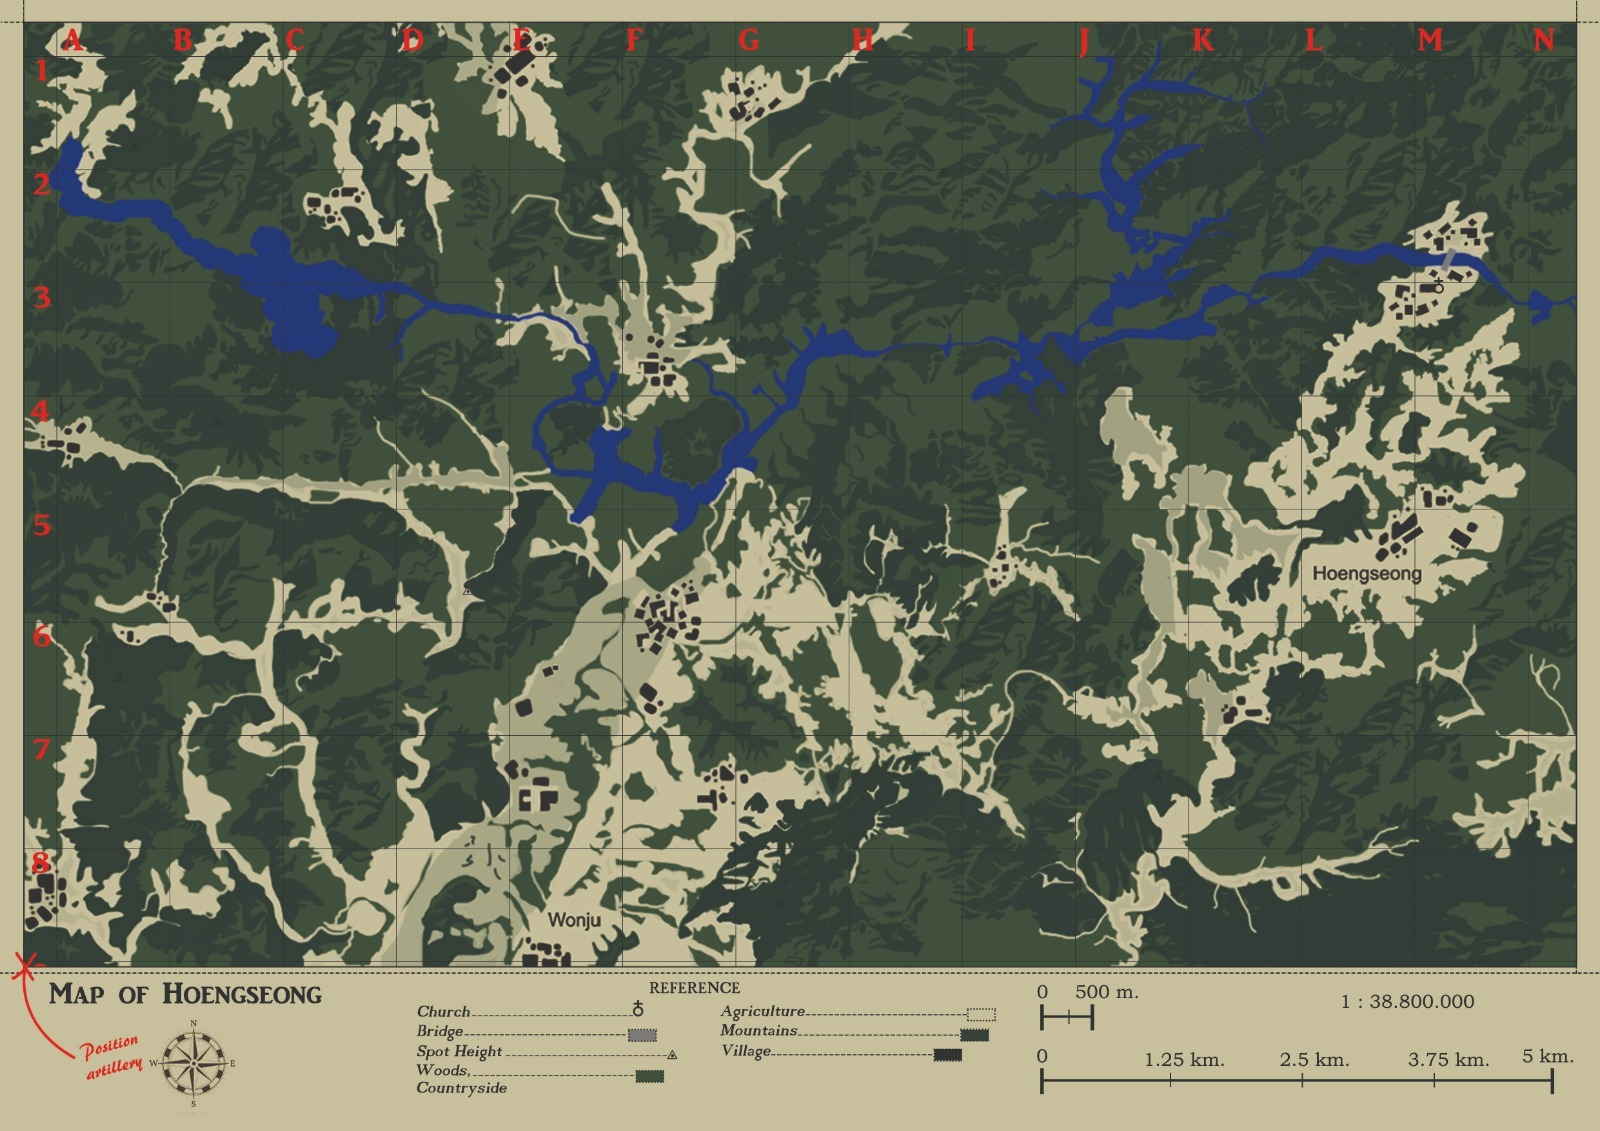 A B C D E F G H I J K L M N
1
2
3
4
5
6
7
8
Hoengseong
Wonju
Map of Hoengseong
Position
artillery
N
W E
S
REFERENCE
Church
Bridge
Spot Height
Woods,
Countryside
Agriculture
Mountains
Village
0 500 m.
1 : 38.800.000
0 1.25 km. 2.5 km. 3.75 km. 5 km.